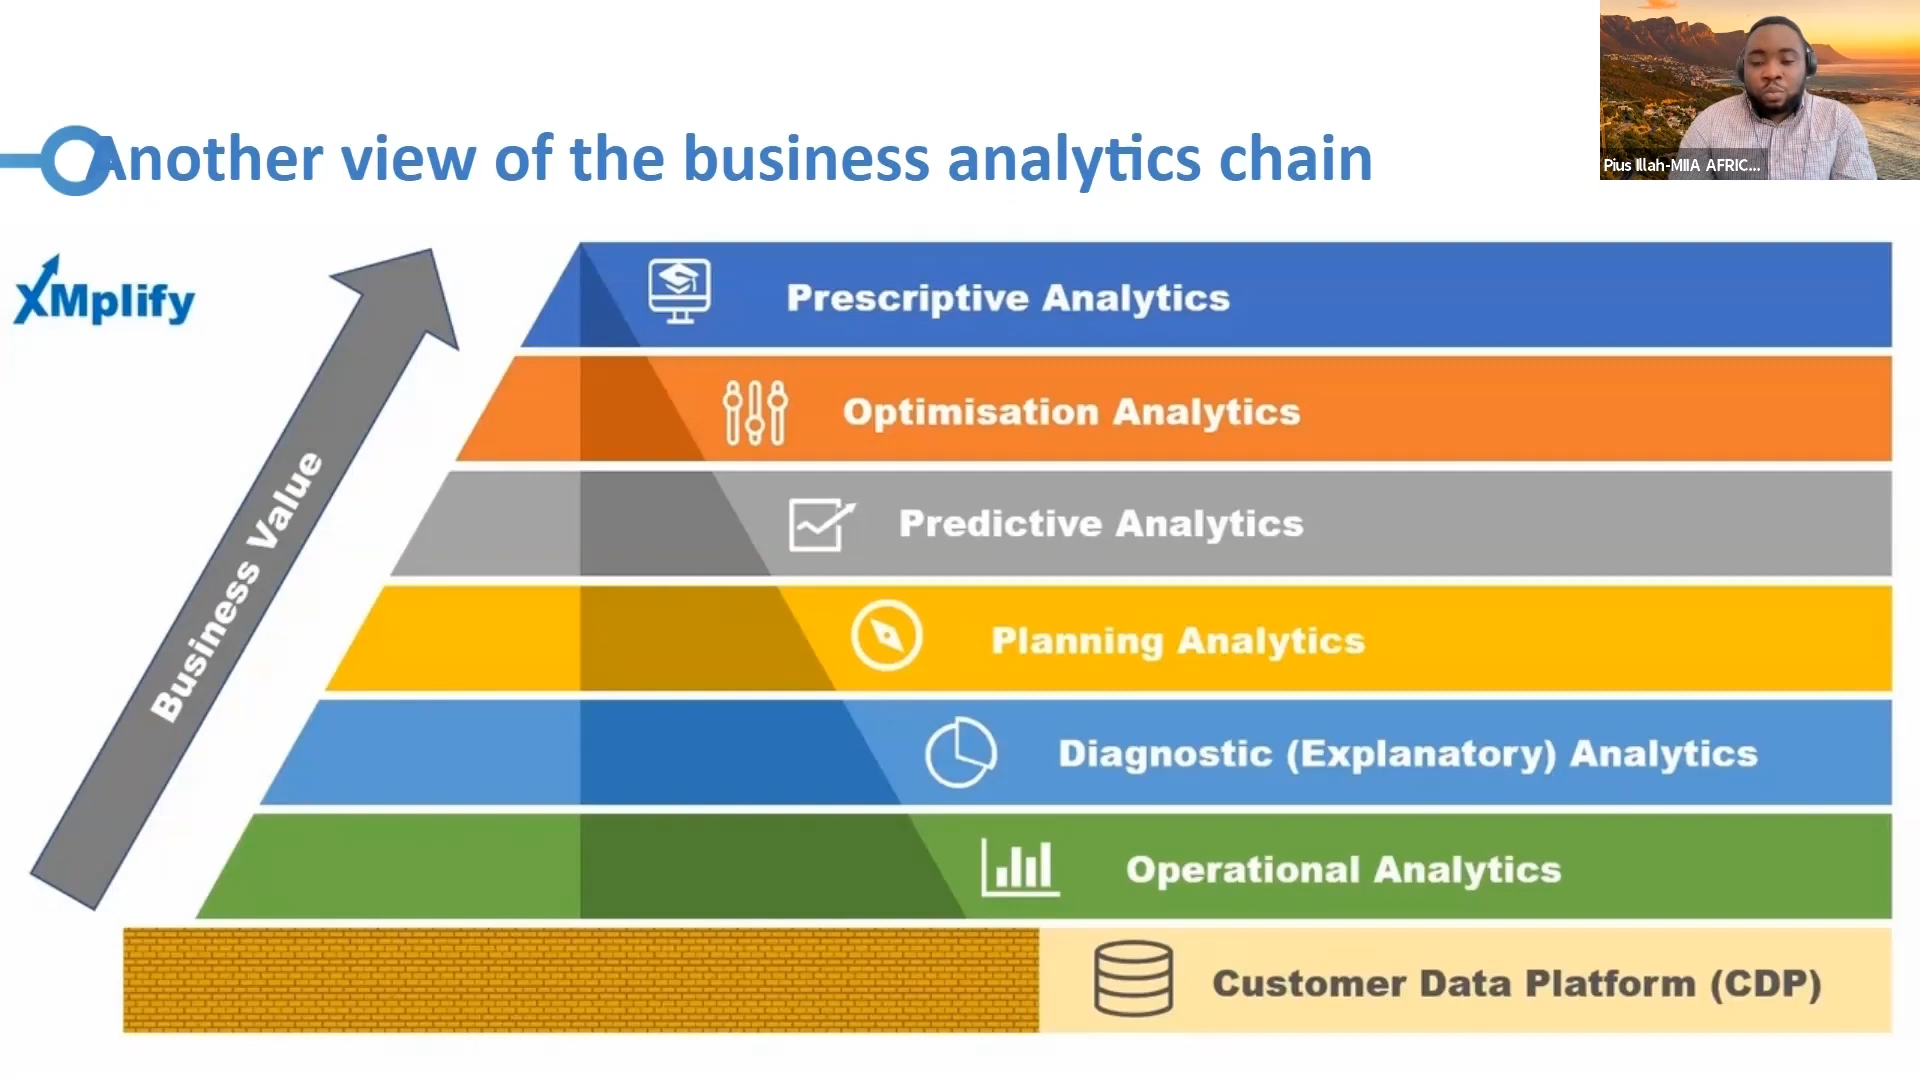 Another view of the business analytics chain
Pius Illah-MIIA AFRIC...
XMplify
Business Value
Prescriptive Analytics
Optimisation Analytics
Predictive Analytics
Planning Analytics
Diagnostic (Explanatory) Analytics
Operational Analytics
Customer Data Platform (CDP)